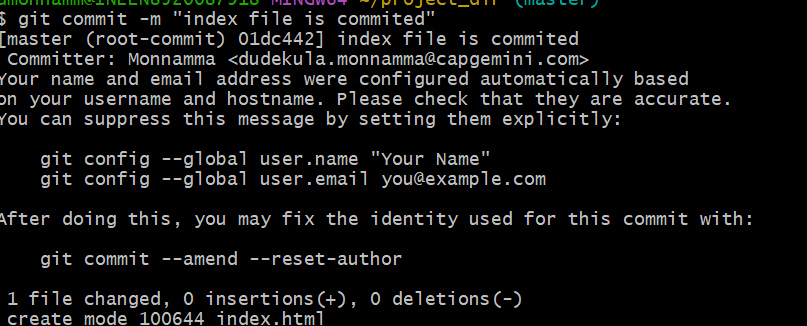 MINGW64 ~/project_dir (master)
$ git commit -m "index file is commited"
[master (root-commit) 01dc442] index file is commited
Committer: Monnamma <dudekula.monnamma@capgemini.com>
Your name and email address were configured automatically based
on your username and hostname. Please check that they are accurate.
You can suppress this message by setting them explicitly:
git config --global user.name "Your Name"
git config --global user.email you@example.com
After doing this, you may fix the identity used for this commit with:
git commit --amend --reset-author
1 file changed, 0 insertions(+), 0 deletions(-)
create mode 100644 index.html